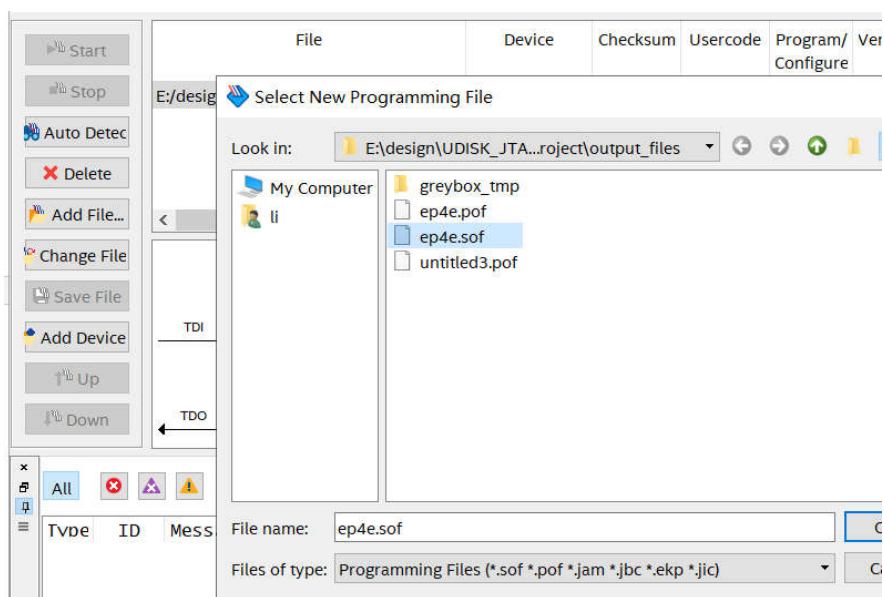 File Device Checksum Usercode Program/ Configure Ver
Start
Stop
Auto Detec
Delete
Add File...
Change File
Save File
Add Device
Up
Down
E:/desig
<
TDI
TDO
Select New Programming File
Look in: E:\design\UDISK_JTA...roject\output_files
My Computer
li
greybox_tmp
ep4e.pof
ep4e.sof
untitled3.pof
File name: ep4e.sof
Files of type: Programming Files (*.sof *.pof *.jam *.jbc *.ekp *.jic)
C
Ca
All
Type ID Mess